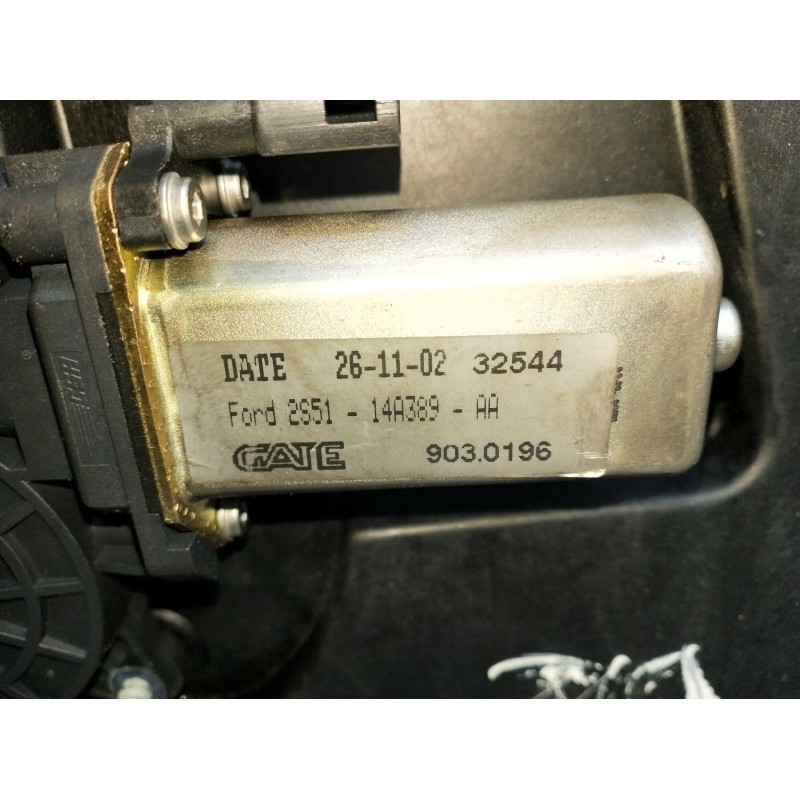 DATE 26-11-02 32544
Ford 2S51 - 14A389 - AA
GATE 903.0196